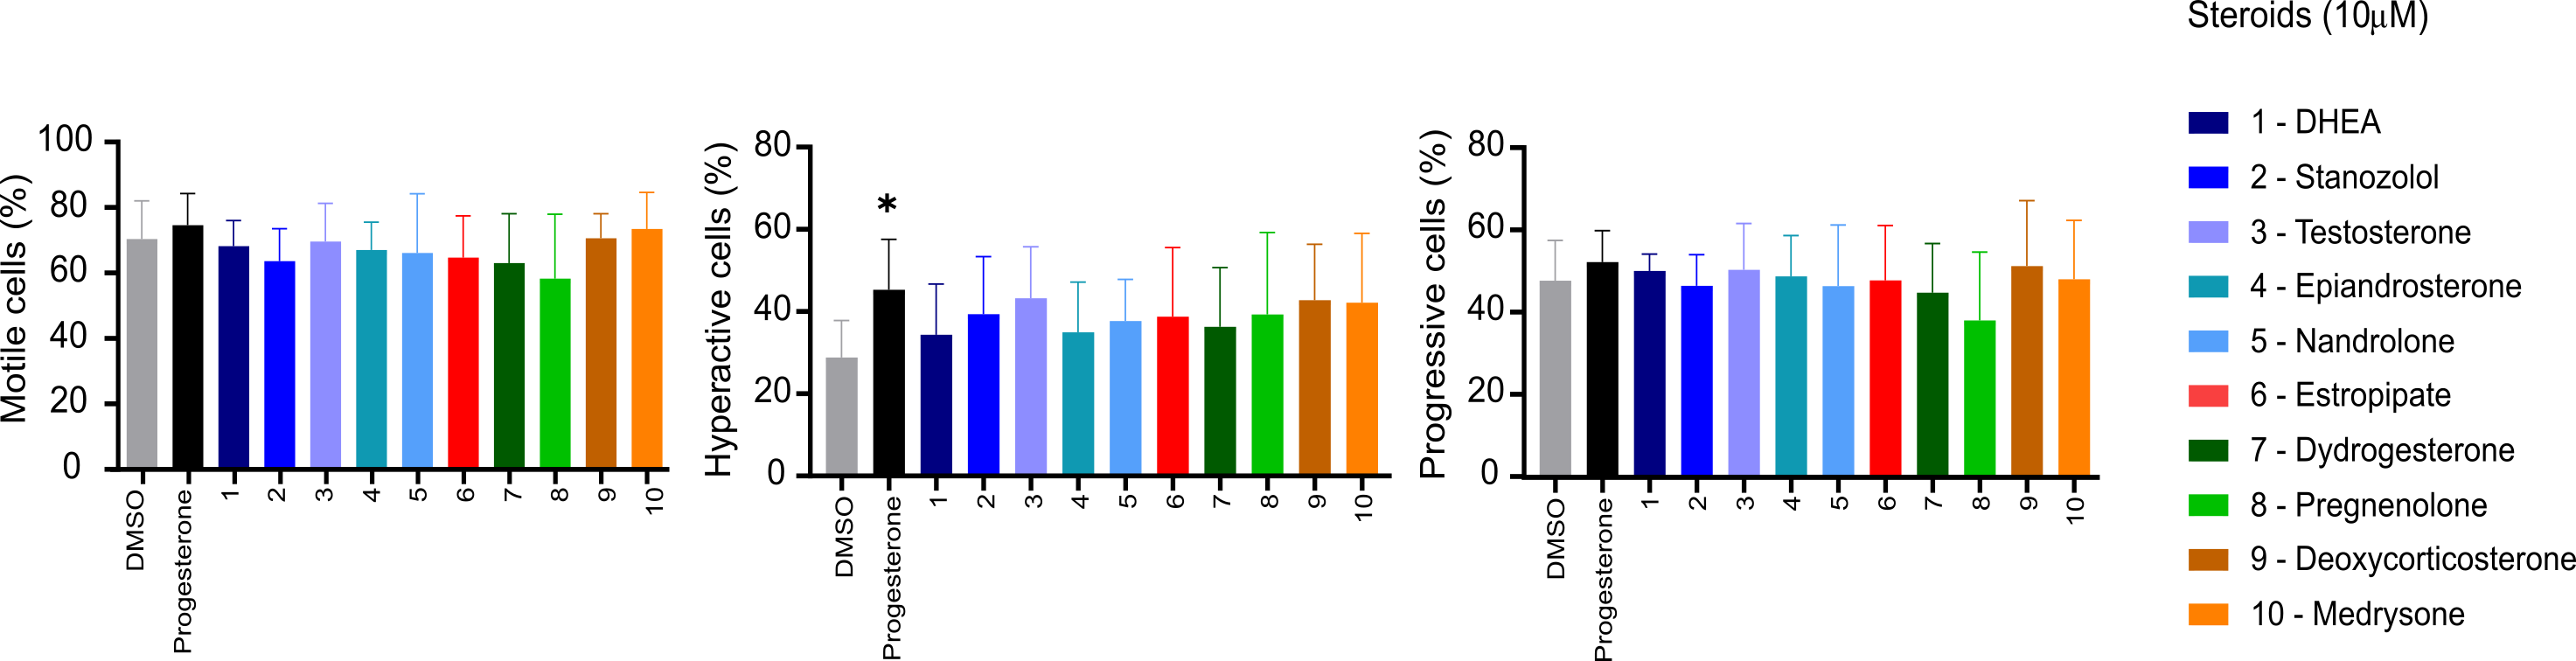 Steroids (10μM)
Motile cells (%)
100
80
60
40
20
0
DMSO
Progesterone
1
2
3
4
5
6
7
8
9
10
Hyperactive cells (%)
80
60
40
20
0
*
DMSO
Progesterone
1
2
3
4
5
6
7
8
9
10
Progressive cells (%)
80
60
40
20
0
DMSO
Progesterone
1
2
3
4
5
6
7
8
9
10
1 - DHEA
2 - Stanozolol
3 - Testosterone
4 - Epiandrosterone
5 - Nandrolone
6 - Estropipate
7 - Dydrogesterone
8 - Pregnenolone
9 - Deoxycorticosterone
10 - Medrysone